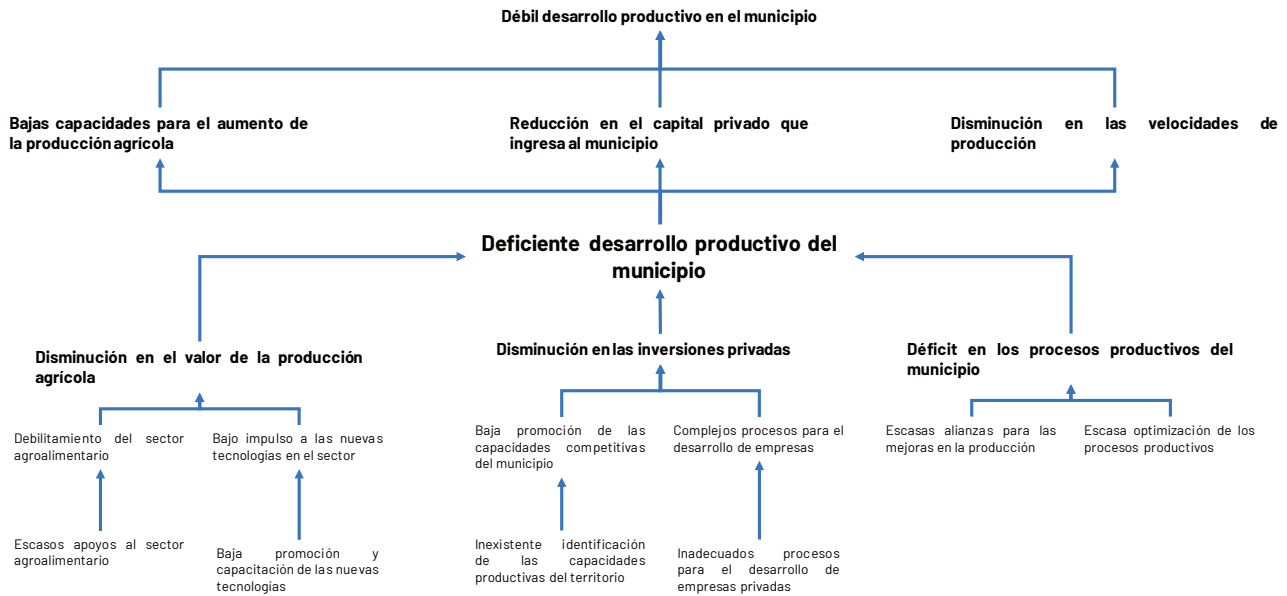 Débil desarrollo productivo en el municipio
Bajas capacidades para el aumento de
la producción agrícola
Reducción en el capital privado que
ingresa al municipio
Disminución en las velocidades de
producción
Deficiente desarrollo productivo del
municipio
Disminución en el valor de la producción
agrícola
Disminución en las inversiones privadas
Déficit en los procesos productivos del
municipio
Debilitamiento del sector
agroalimentario
Bajo impulso a las nuevas
tecnologías en el sector
Baja promoción de las
capacidades competitivas
del municipio
Complejos procesos para el
desarrollo de empresas
Escasas alianzas para las
mejoras en la producción
Escasa optimización de los
procesos productivos
Escasos apoyos al sector
agroalimentario
Baja promoción y
capacitación de las nuevas
tecnologías
Inexistente identificación
de las capacidades
productivas del territorio
Inadecuados procesos
para el desarrollo de
empresas privadas